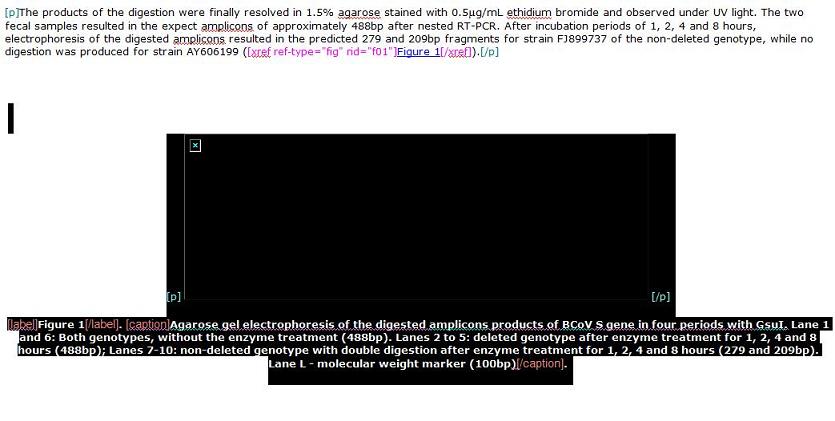 [p]The products of the digestion were finally resolved in 1.5% agarose stained with 0.5µg/mL ethidium bromide and observed under UV light. The two
fecal samples resulted in the expect amplicons of approximately 488bp after nested RT-PCR. After incubation periods of 1, 2, 4 and 8 hours,
electrophoresis of the digested amplicons resulted in the predicted 279 and 209bp fragments for strain FJ899737 of the non-deleted genotype, while no
digestion was produced for strain AY606199 ([xref ref-type="fig" rid="f01"]Figure 1[/xref]).[/p]
[p] [/p]
[label]Figure 1[/label]. [caption]Agarose gel electrophoresis of the digested amplicons products of BCoV S gene in four periods with GsuI. Lane 1
and 6: Both genotypes, without the enzyme treatment (488bp). Lanes 2 to 5: deleted genotype after enzyme treatment for 1, 2, 4 and 8
hours (488bp); Lanes 7-10: non-deleted genotype with double digestion after enzyme treatment for 1, 2, 4 and 8 hours (279 and 209bp).
Lane L - molecular weight marker (100bp)[/caption].